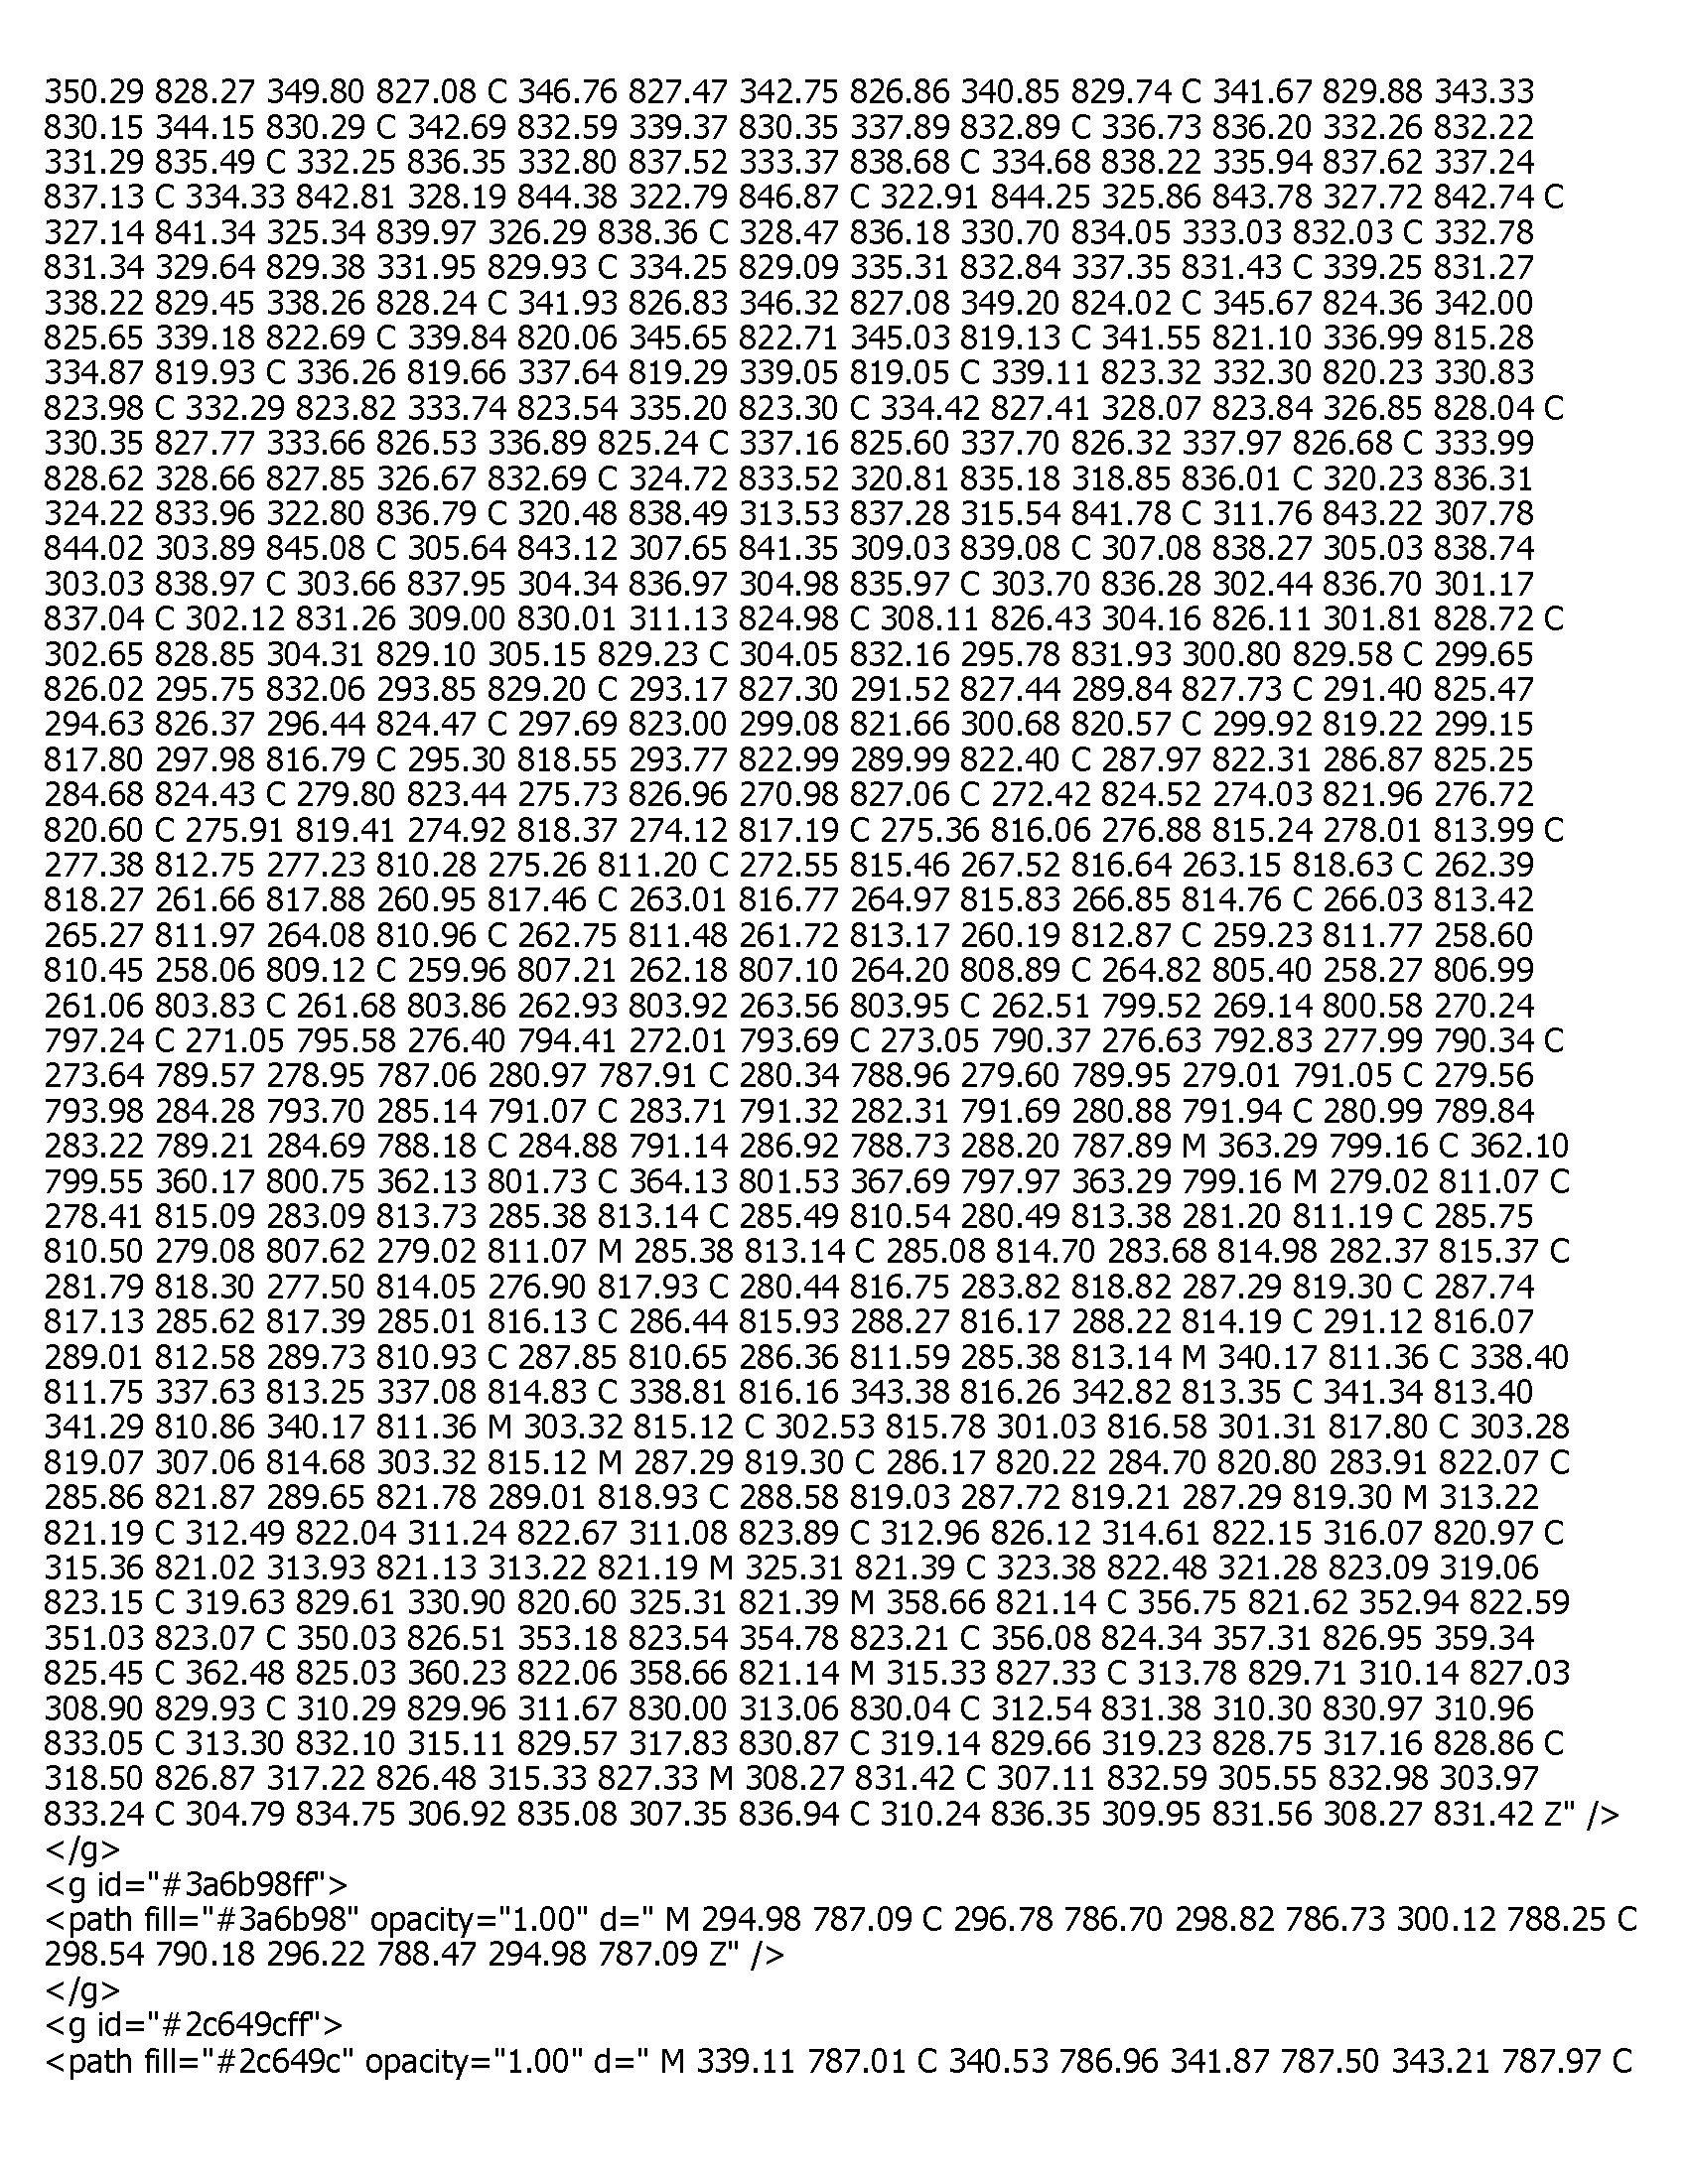 350.29 828.27 349.80 827.08 C 346.76 827.47 342.75 826.86 340.85 829.74 C 341.67 829.88 343.33
830.15 344.15 830.29 C 342.69 832.59 339.37 830.35 337.89 832.89 C 336.73 836.20 332.26 832.22
331.29 835.49 C 332.25 836.35 332.80 837.52 333.37 838.68 C 334.68 838.22 335.94 837.62 337.24
837.13 C 334.33 842.81 328.19 844.38 322.79 846.87 C 322.91 844.25 325.86 843.78 327.72 842.74 C
327.14 841.34 325.34 839.97 326.29 838.36 C 328.47 836.18 330.70 834.05 333.03 832.03 C 332.78
831.34 329.64 829.38 331.95 829.93 C 334.25 829.09 335.31 832.84 337.35 831.43 C 339.25 831.27
338.22 829.45 338.26 828.24 C 341.93 826.83 346.32 827.08 349.20 824.02 C 345.67 824.36 342.00
825.65 339.18 822.69 C 339.84 820.06 345.65 822.71 345.03 819.13 C 341.55 821.10 336.99 815.28
334.87 819.93 C 336.26 819.66 337.64 819.29 339.05 819.05 C 339.11 823.32 332.30 820.23 330.83
823.98 C 332.29 823.82 333.74 823.54 335.20 823.30 C 334.42 827.41 328.07 823.84 326.85 828.04 C
330.35 827.77 333.66 826.53 336.89 825.24 C 337.16 825.60 337.70 826.32 337.97 826.68 C 333.99
828.62 328.66 827.85 326.67 832.69 C 324.72 833.52 320.81 835.18 318.85 836.01 C 320.23 836.31
324.22 833.96 322.80 836.79 C 320.48 838.49 313.53 837.28 315.54 841.78 C 311.76 843.22 307.78
844.02 303.89 845.08 C 305.64 843.12 307.65 841.35 309.03 839.08 C 307.08 838.27 305.03 838.74
303.03 838.97 C 303.66 837.95 304.34 836.97 304.98 835.97 C 303.70 836.28 302.44 836.70 301.17
837.04 C 302.12 831.26 309.00 830.01 311.13 824.98 C 308.11 826.43 304.16 826.11 301.81 828.72 C
302.65 828.85 304.31 829.10 305.15 829.23 C 304.05 832.16 295.78 831.93 300.80 829.58 C 299.65
826.02 295.75 832.06 293.85 829.20 C 293.17 827.30 291.52 827.44 289.84 827.73 C 291.40 825.47
294.63 826.37 296.44 824.47 C 297.69 823.00 299.08 821.66 300.68 820.57 C 299.92 819.22 299.15
817.80 297.98 816.79 C 295.30 818.55 293.77 822.99 289.99 822.40 C 287.97 822.31 286.87 825.25
284.68 824.43 C 279.80 823.44 275.73 826.96 270.98 827.06 C 272.42 824.52 274.03 821.96 276.72
820.60 C 275.91 819.41 274.92 818.37 274.12 817.19 C 275.36 816.06 276.88 815.24 278.01 813.99 C
277.38 812.75 277.23 810.28 275.26 811.20 C 272.55 815.46 267.52 816.64 263.15 818.63 C 262.39
818.27 261.66 817.88 260.95 817.46 C 263.01 816.77 264.97 815.83 266.85 814.76 C 266.03 813.42
265.27 811.97 264.08 810.96 C 262.75 811.48 261.72 813.17 260.19 812.87 C 259.23 811.77 258.60
810.45 258.06 809.12 C 259.96 807.21 262.18 807.10 264.20 808.89 C 264.82 805.40 258.27 806.99
261.06 803.83 C 261.68 803.86 262.93 803.92 263.56 803.95 C 262.51 799.52 269.14 800.58 270.24
797.24 C 271.05 795.58 276.40 794.41 272.01 793.69 C 273.05 790.37 276.63 792.83 277.99 790.34 C
273.64 789.57 278.95 787.06 280.97 787.91 C 280.34 788.96 279.60 789.95 279.01 791.05 C 279.56
793.98 284.28 793.70 285.14 791.07 C 283.71 791.32 282.31 791.69 280.88 791.94 C 280.99 789.84
283.22 789.21 284.69 788.18 C 284.88 791.14 286.92 788.73 288.20 787.89 M 363.29 799.16 C 362.10
799.55 360.17 800.75 362.13 801.73 C 364.13 801.53 367.69 797.97 363.29 799.16 M 279.02 811.07 C
278.41 815.09 283.09 813.73 285.38 813.14 C 285.49 810.54 280.49 813.38 281.20 811.19 C 285.75
810.50 279.08 807.62 279.02 811.07 M 285.38 813.14 C 285.08 814.70 283.68 814.98 282.37 815.37 C
281.79 818.30 277.50 814.05 276.90 817.93 C 280.44 816.75 283.82 818.82 287.29 819.30 C 287.74
817.13 285.62 817.39 285.01 816.13 C 286.44 815.93 288.27 816.17 288.22 814.19 C 291.12 816.07
289.01 812.58 289.73 810.93 C 287.85 810.65 286.36 811.59 285.38 813.14 M 340.17 811.36 C 338.40
811.75 337.63 813.25 337.08 814.83 C 338.81 816.16 343.38 816.26 342.82 813.35 C 341.34 813.40
341.29 810.86 340.17 811.36 M 303.32 815.12 C 302.53 815.78 301.03 816.58 301.31 817.80 C 303.28
819.07 307.06 814.68 303.32 815.12 M 287.29 819.30 C 286.17 820.22 284.70 820.80 283.91 822.07 C
285.86 821.87 289.65 821.78 289.01 818.93 C 288.58 819.03 287.72 819.21 287.29 819.30 M 313.22
821.19 C 312.49 822.04 311.24 822.67 311.08 823.89 C 312.96 826.12 314.61 822.15 316.07 820.97 C
315.36 821.02 313.93 821.13 313.22 821.19 M 325.31 821.39 C 323.38 822.48 321.28 823.09 319.06
823.15 C 319.63 829.61 330.90 820.60 325.31 821.39 M 358.66 821.14 C 356.75 821.62 352.94 822.59
351.03 823.07 C 350.03 826.51 353.18 823.54 354.78 823.21 C 356.08 824.34 357.31 826.95 359.34
825.45 C 362.48 825.03 360.23 822.06 358.66 821.14 M 315.33 827.33 C 313.78 829.71 310.14 827.03
308.90 829.93 C 310.29 829.96 311.67 830.00 313.06 830.04 C 312.54 831.38 310.30 830.97 310.96
833.05 C 313.30 832.10 315.11 829.57 317.83 830.87 C 319.14 829.66 319.23 828.75 317.16 828.86 C
318.50 826.87 317.22 826.48 315.33 827.33 M 308.27 831.42 C 307.11 832.59 305.55 832.98 303.97
833.24 C 304.79 834.75 306.92 835.08 307.35 836.94 C 310.24 836.35 309.95 831.56 308.27 831.42 Z" />
</g>
<g id="#3a6b98ff">
<path fill="#3a6b98" opacity="1.00" d=" M 294.98 787.09 C 296.78 786.70 298.82 786.73 300.12 788.25 C
298.54 790.18 296.22 788.47 294.98 787.09 Z" />
</g>
<g id="#2c649cff">
<path fill="#2c649c" opacity="1.00" d=" M 339.11 787.01 C 340.53 786.96 341.87 787.50 343.21 787.97 C